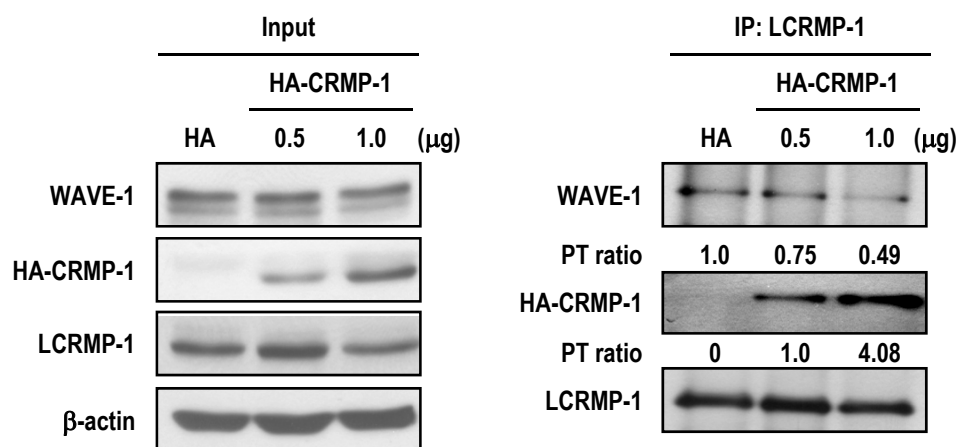 Input
HA-CRMP-1
HA 0.5 1.0 (μg)
WAVE-1
HA-CRMP-1
LCRMP-1
β-actin
IP: LCRMP-1
HA-CRMP-1
HA 0.5 1.0 (μg)
WAVE-1
PT ratio 1.0 0.75 0.49
HA-CRMP-1
PT ratio 0 1.0 4.08
LCRMP-1